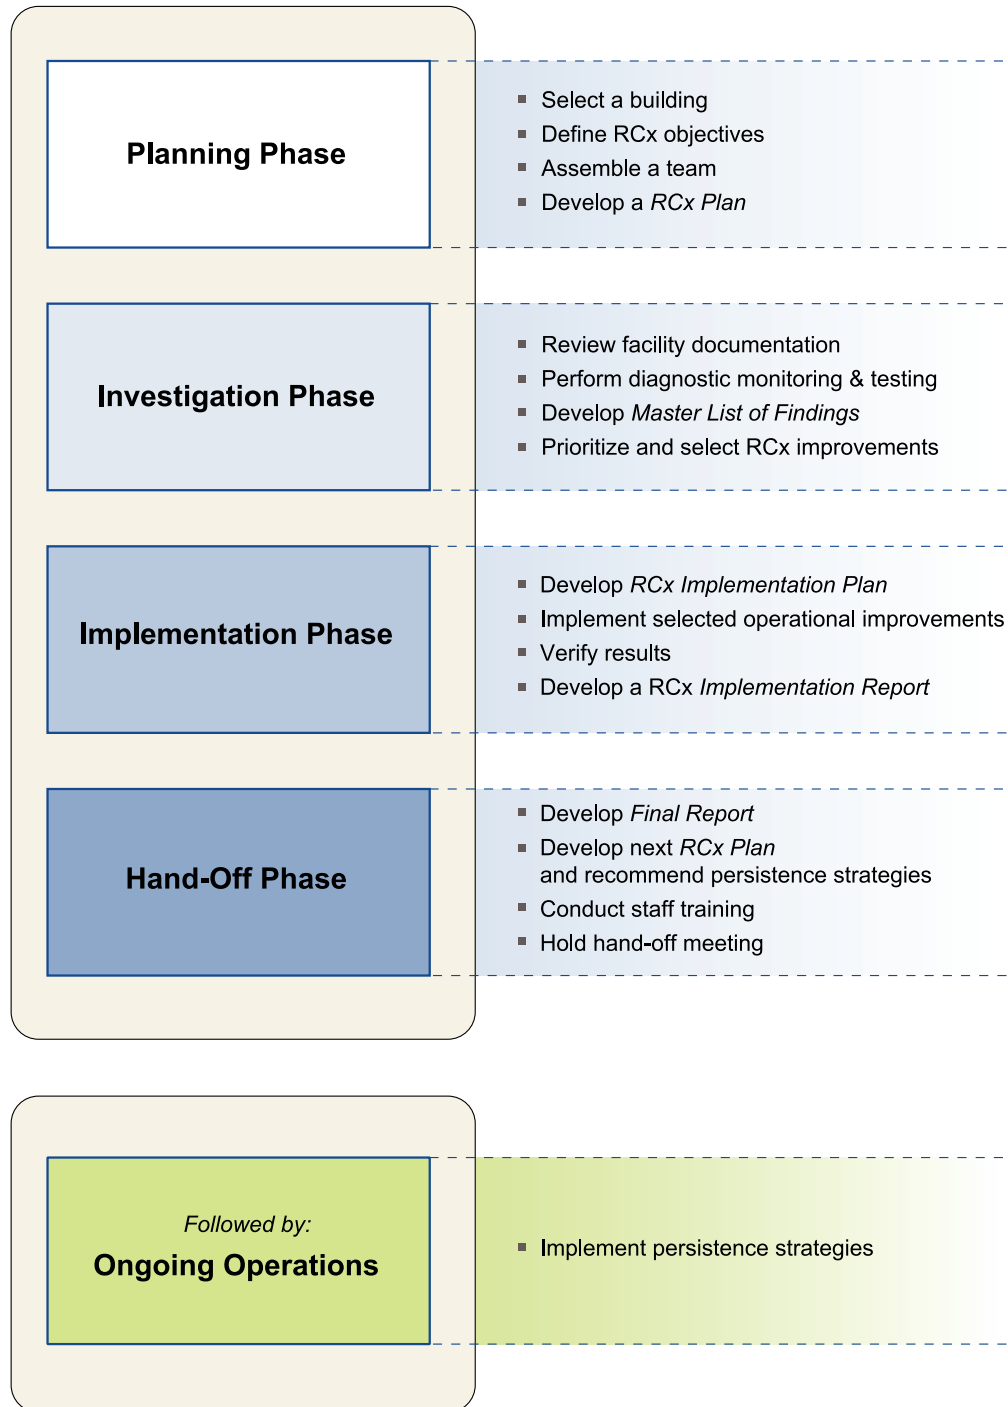 Planning Phase
Select a building
Define RCx objectives
Assemble a team
Develop a RCx Plan
Investigation Phase
Review facility documentation
Perform diagnostic monitoring & testing
Develop Master List of Findings
Prioritize and select RCx improvements
Implementation Phase
Develop RCx Implementation Plan
Implement selected operational improvements
Verify results
Develop a RCx Implementation Report
Hand-Off Phase
Develop Final Report
Develop next RCx Plan
and recommend persistence strategies
Conduct staff training
Hold hand-off meeting
Followed by:
Ongoing Operations
Implement persistence strategies